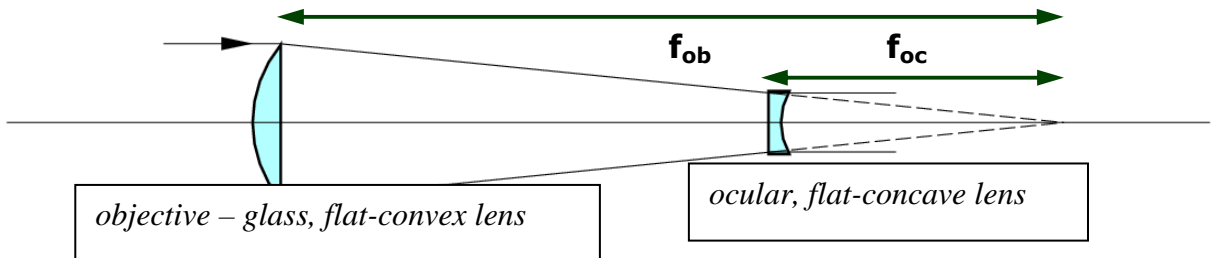 f_ob
f_oc
objective – glass, flat-convex lens
ocular, flat-concave lens